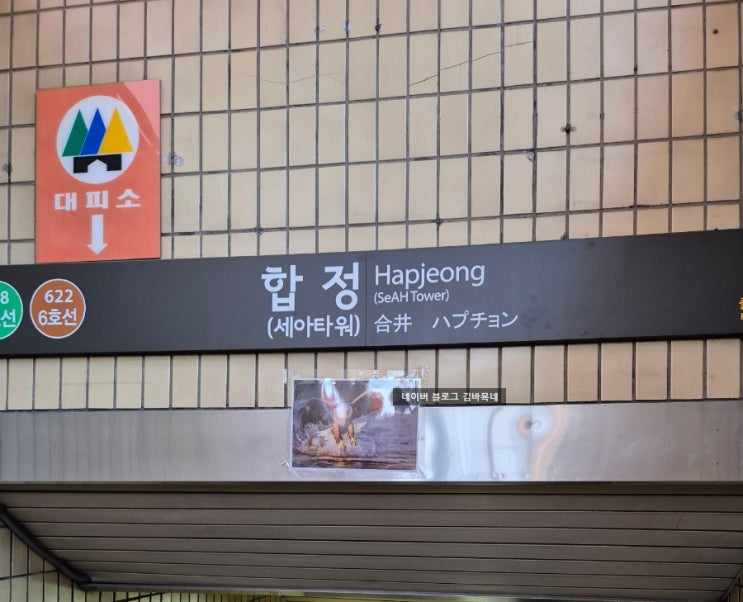 대피소
합정
(세아타워)
Hapjeong
(SeAH Tower)
合井 ハプチョン
8
선
622
6호선
네이버 블로그 김바목네